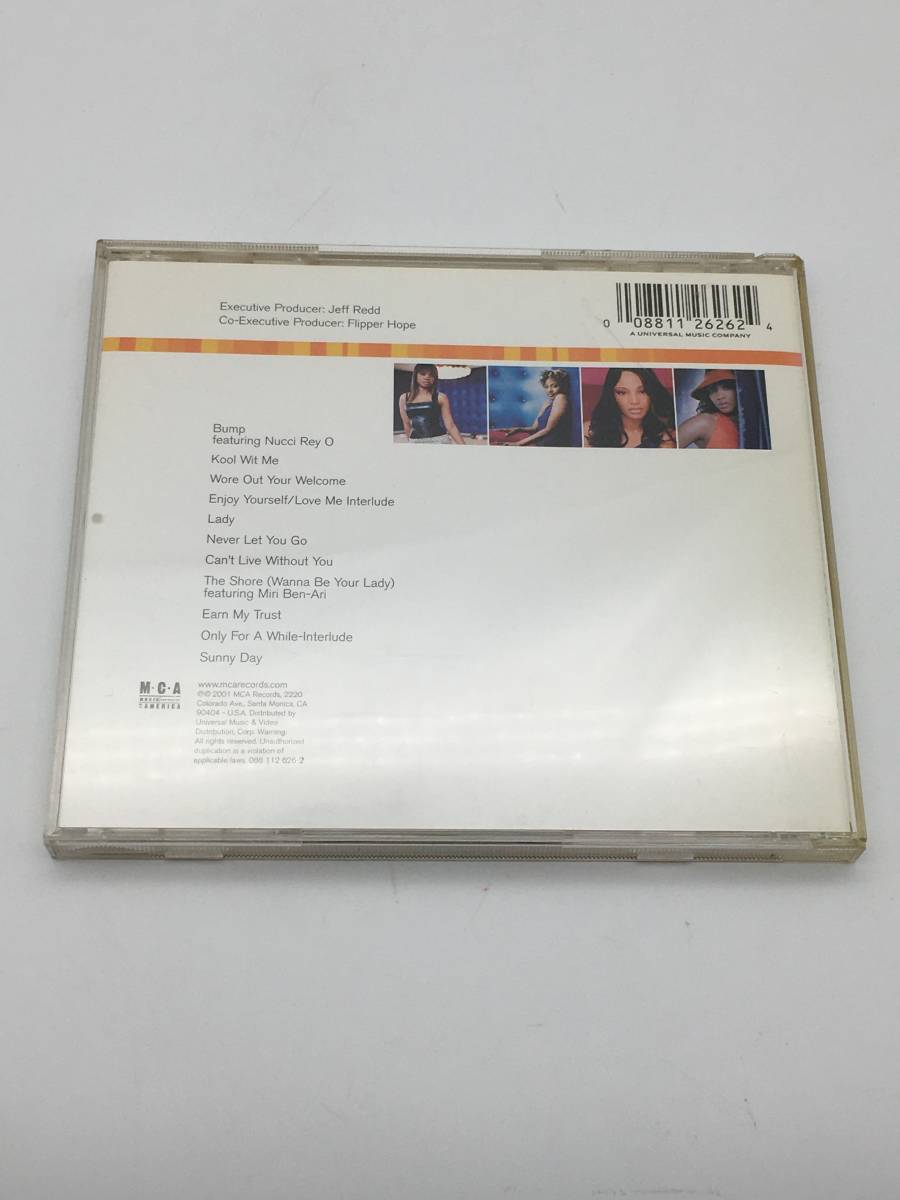 Executive Producer: Jeff Redd
Co-Executive Producer: Flipper Hope
0 08811 26262 4
A UNIVERSAL MUSIC COMPANY
Bump
featuring Nucci Rey O
Kool Wit Me
Wore Out Your Welcome
Enjoy Yourself/Love Me Interlude
Lady
Never Let You Go
Can't Live Without You
The Shore (Wanna Be Your Lady)
featuring Miri Ben-Ari
Earn My Trust
Only For A While-Interlude
Sunny Day
M·C·A
AMERICA
www.mcarecords.com
℗© 2001 MCA Records, 2220
Colorado Ave., Santa Monica, CA
90404 - U.S.A. Distributed by
Universal Music & Video
Distribution, Corp. Warning:
All rights reserved. Unauthorized
duplication is a violation of
applicable laws. 088 112 626 2